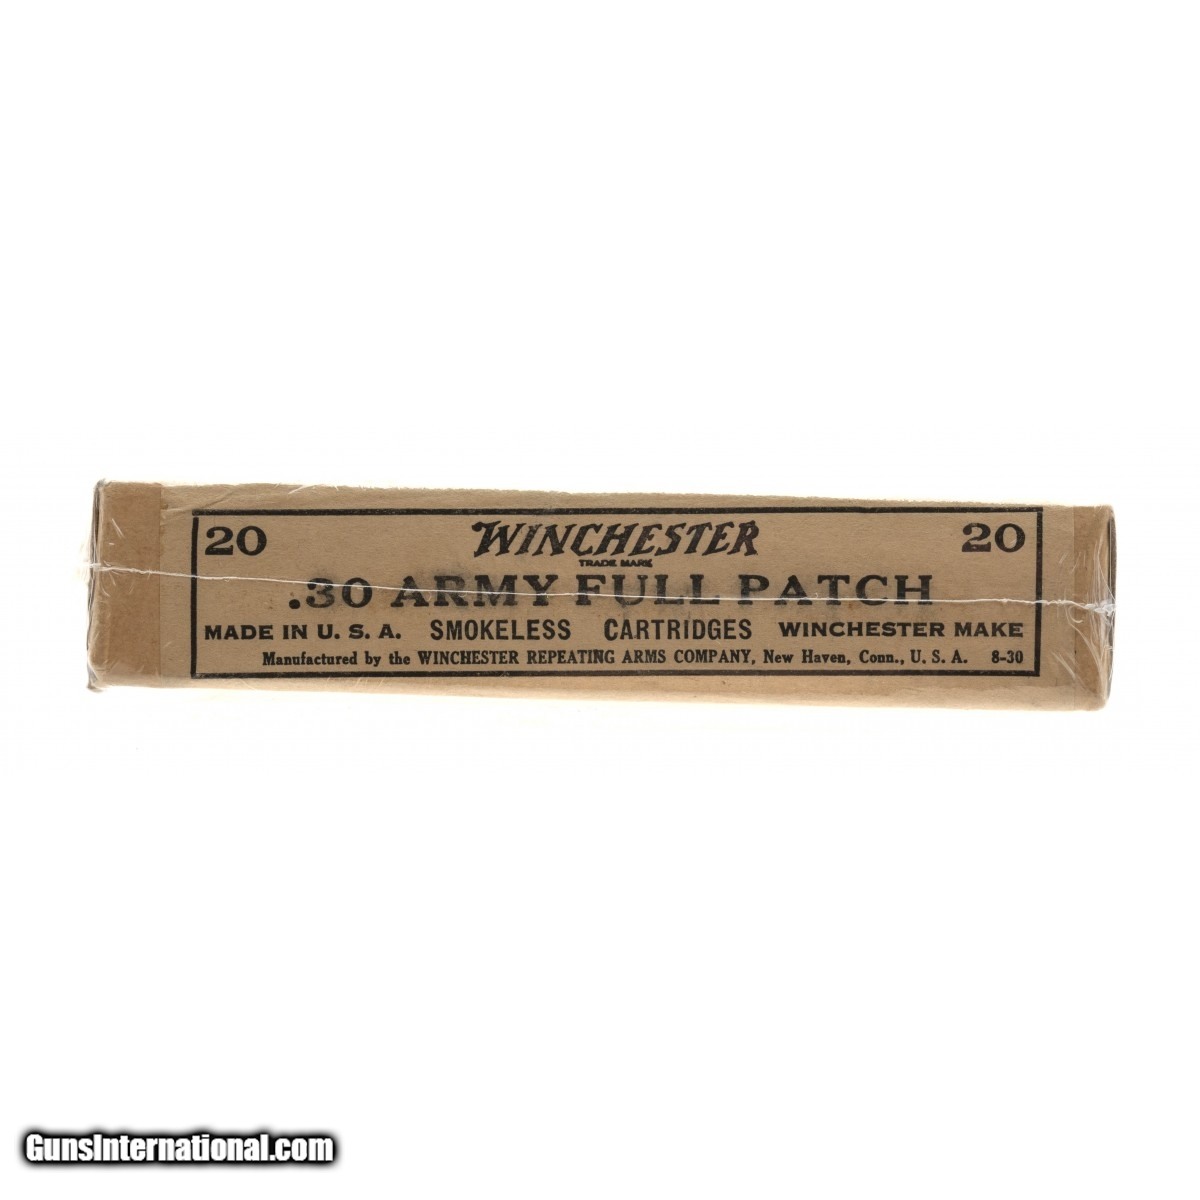 20 WINCHESTER 20
TRADE MARK
.30 ARMY FULL PATCH
MADE IN U. S. A. SMOKELESS CARTRIDGES WINCHESTER MAKE
Manufactured by the WINCHESTER REPEATING ARMS COMPANY, New Haven, Conn., U. S. A. 8-30
GunsInternational.com